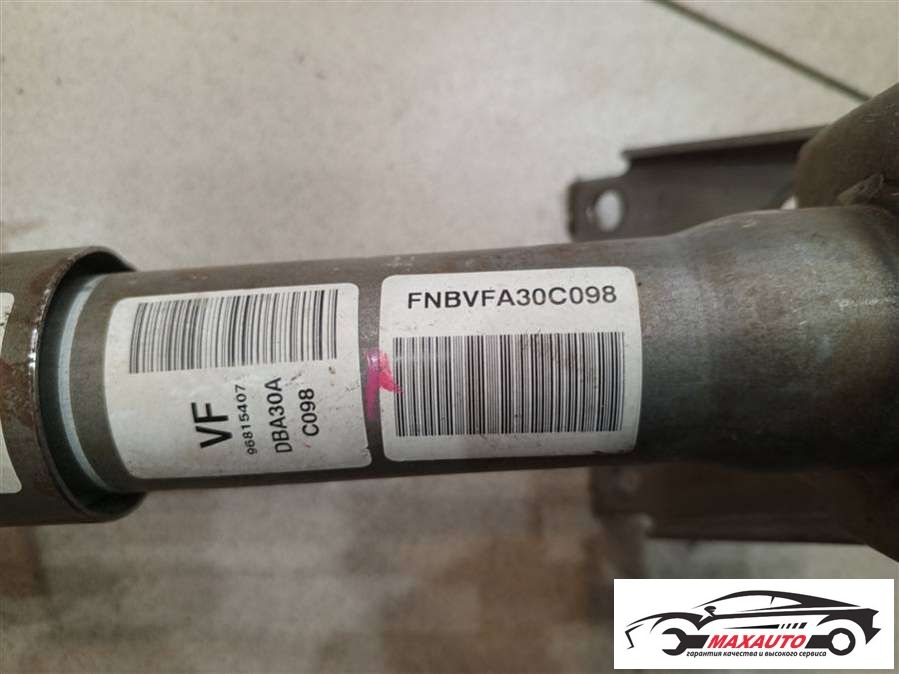 VF
96815407
DBA30A
C098
FNBVFA30C098
MAXAUTO
гарантия качества и высокого сервиса